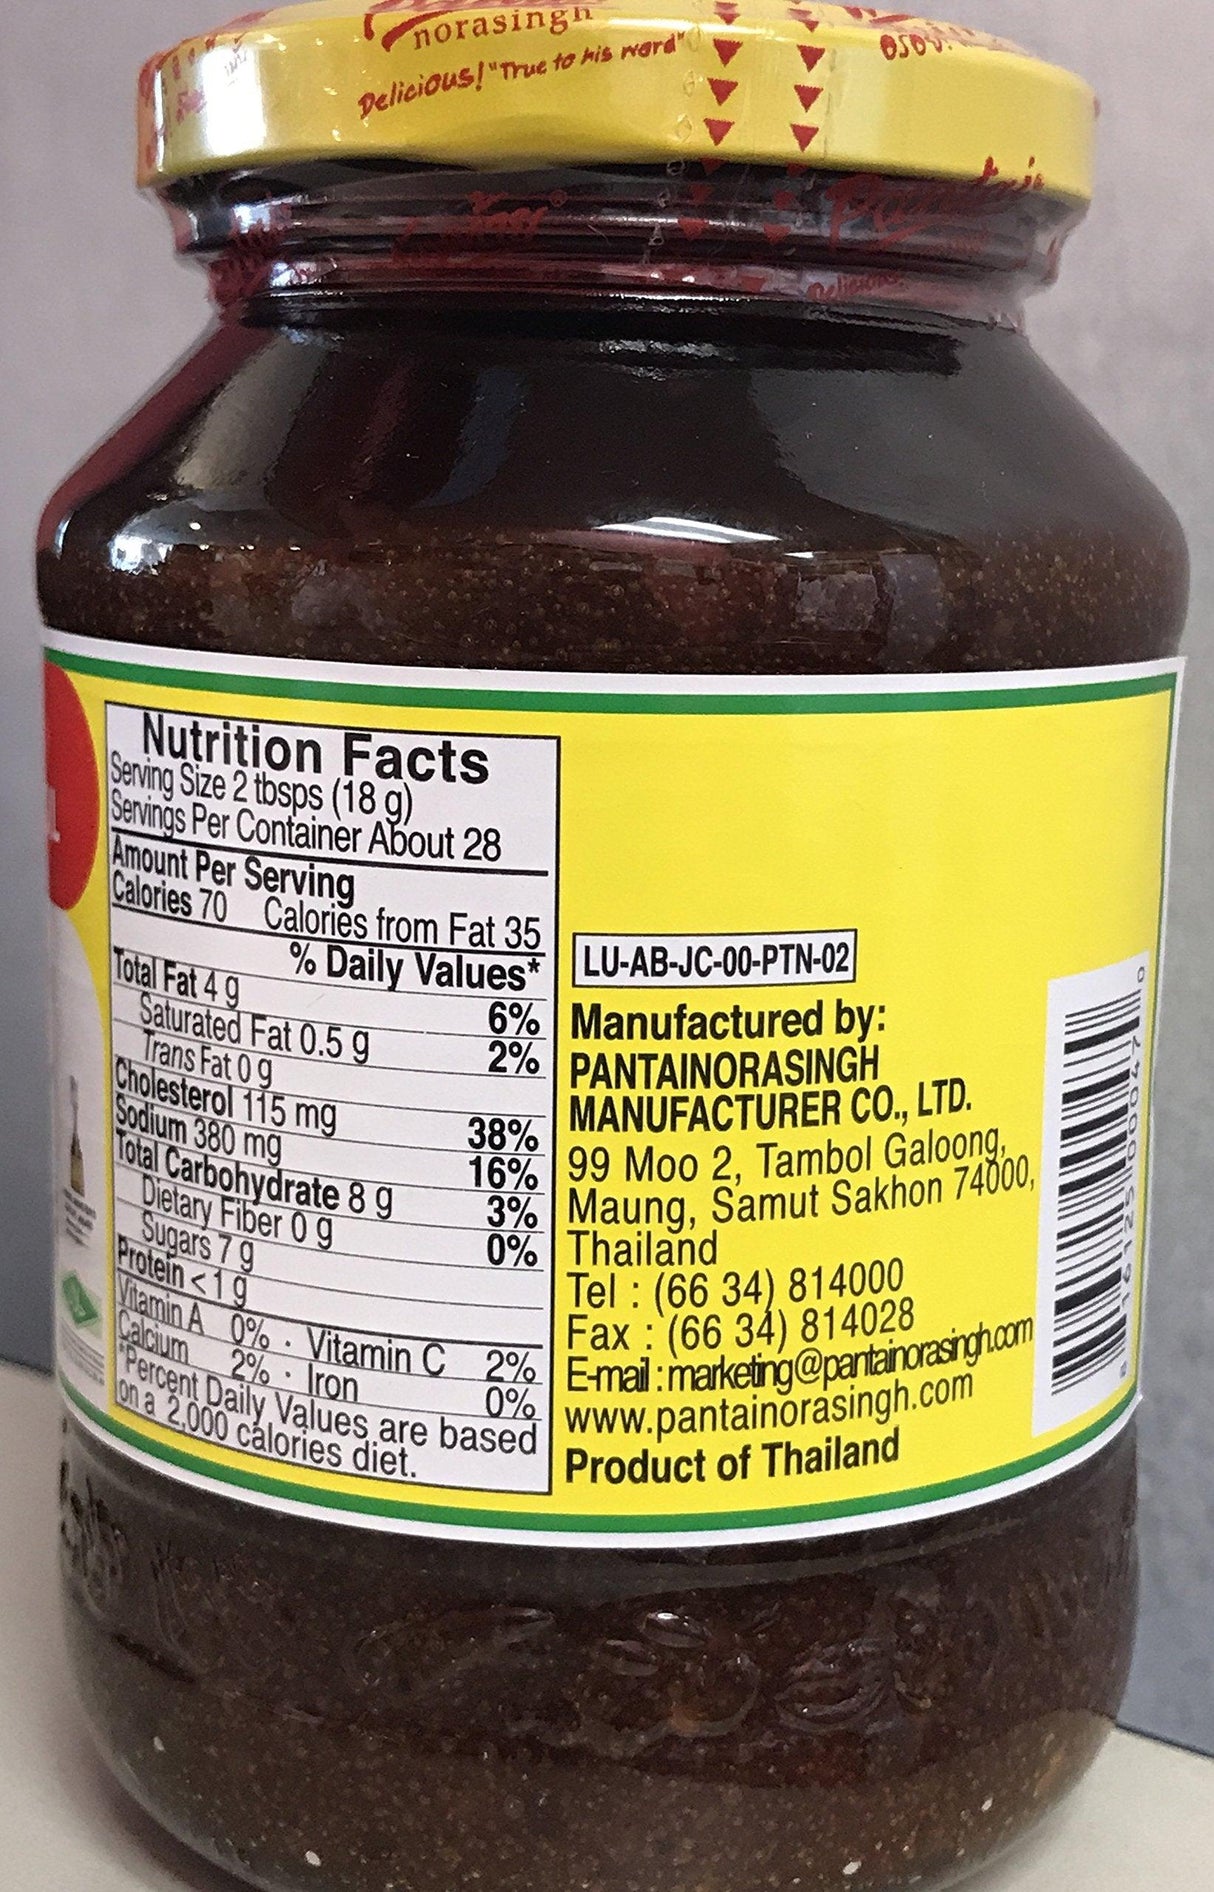 norasingh
Delicious! "True to his word"
Nutrition Facts
Serving Size 2 tbsps (18 g)
Servings Per Container About 28
Amount Per Serving
Calories 70 Calories from Fat 35
% Daily Values*
Total Fat 4 g 6%
Saturated Fat 0.5 g 2%
Trans Fat 0 g
Cholesterol 115 mg 38%
Sodium 380 mg 16%
Total Carbohydrate 8 g 3%
Dietary Fiber 0 g 0%
Sugars 7 g
Protein <1 g
Vitamin A 0% · Vitamin C 2%
Calcium 2% · Iron 0%
*Percent Daily Values are based
on a 2,000 calories diet.
LU-AB-JC-00-PTN-02
Manufactured by:
PANTAINORASINGH
MANUFACTURER CO., LTD.
99 Moo 2, Tambol Galoong,
Maung, Samut Sakhon 74000,
Thailand
Tel : (66 34) 814000
Fax : (66 34) 814028
E-mail : marketing@pantainorasingh.com
www.pantainorasingh.com
Product of Thailand